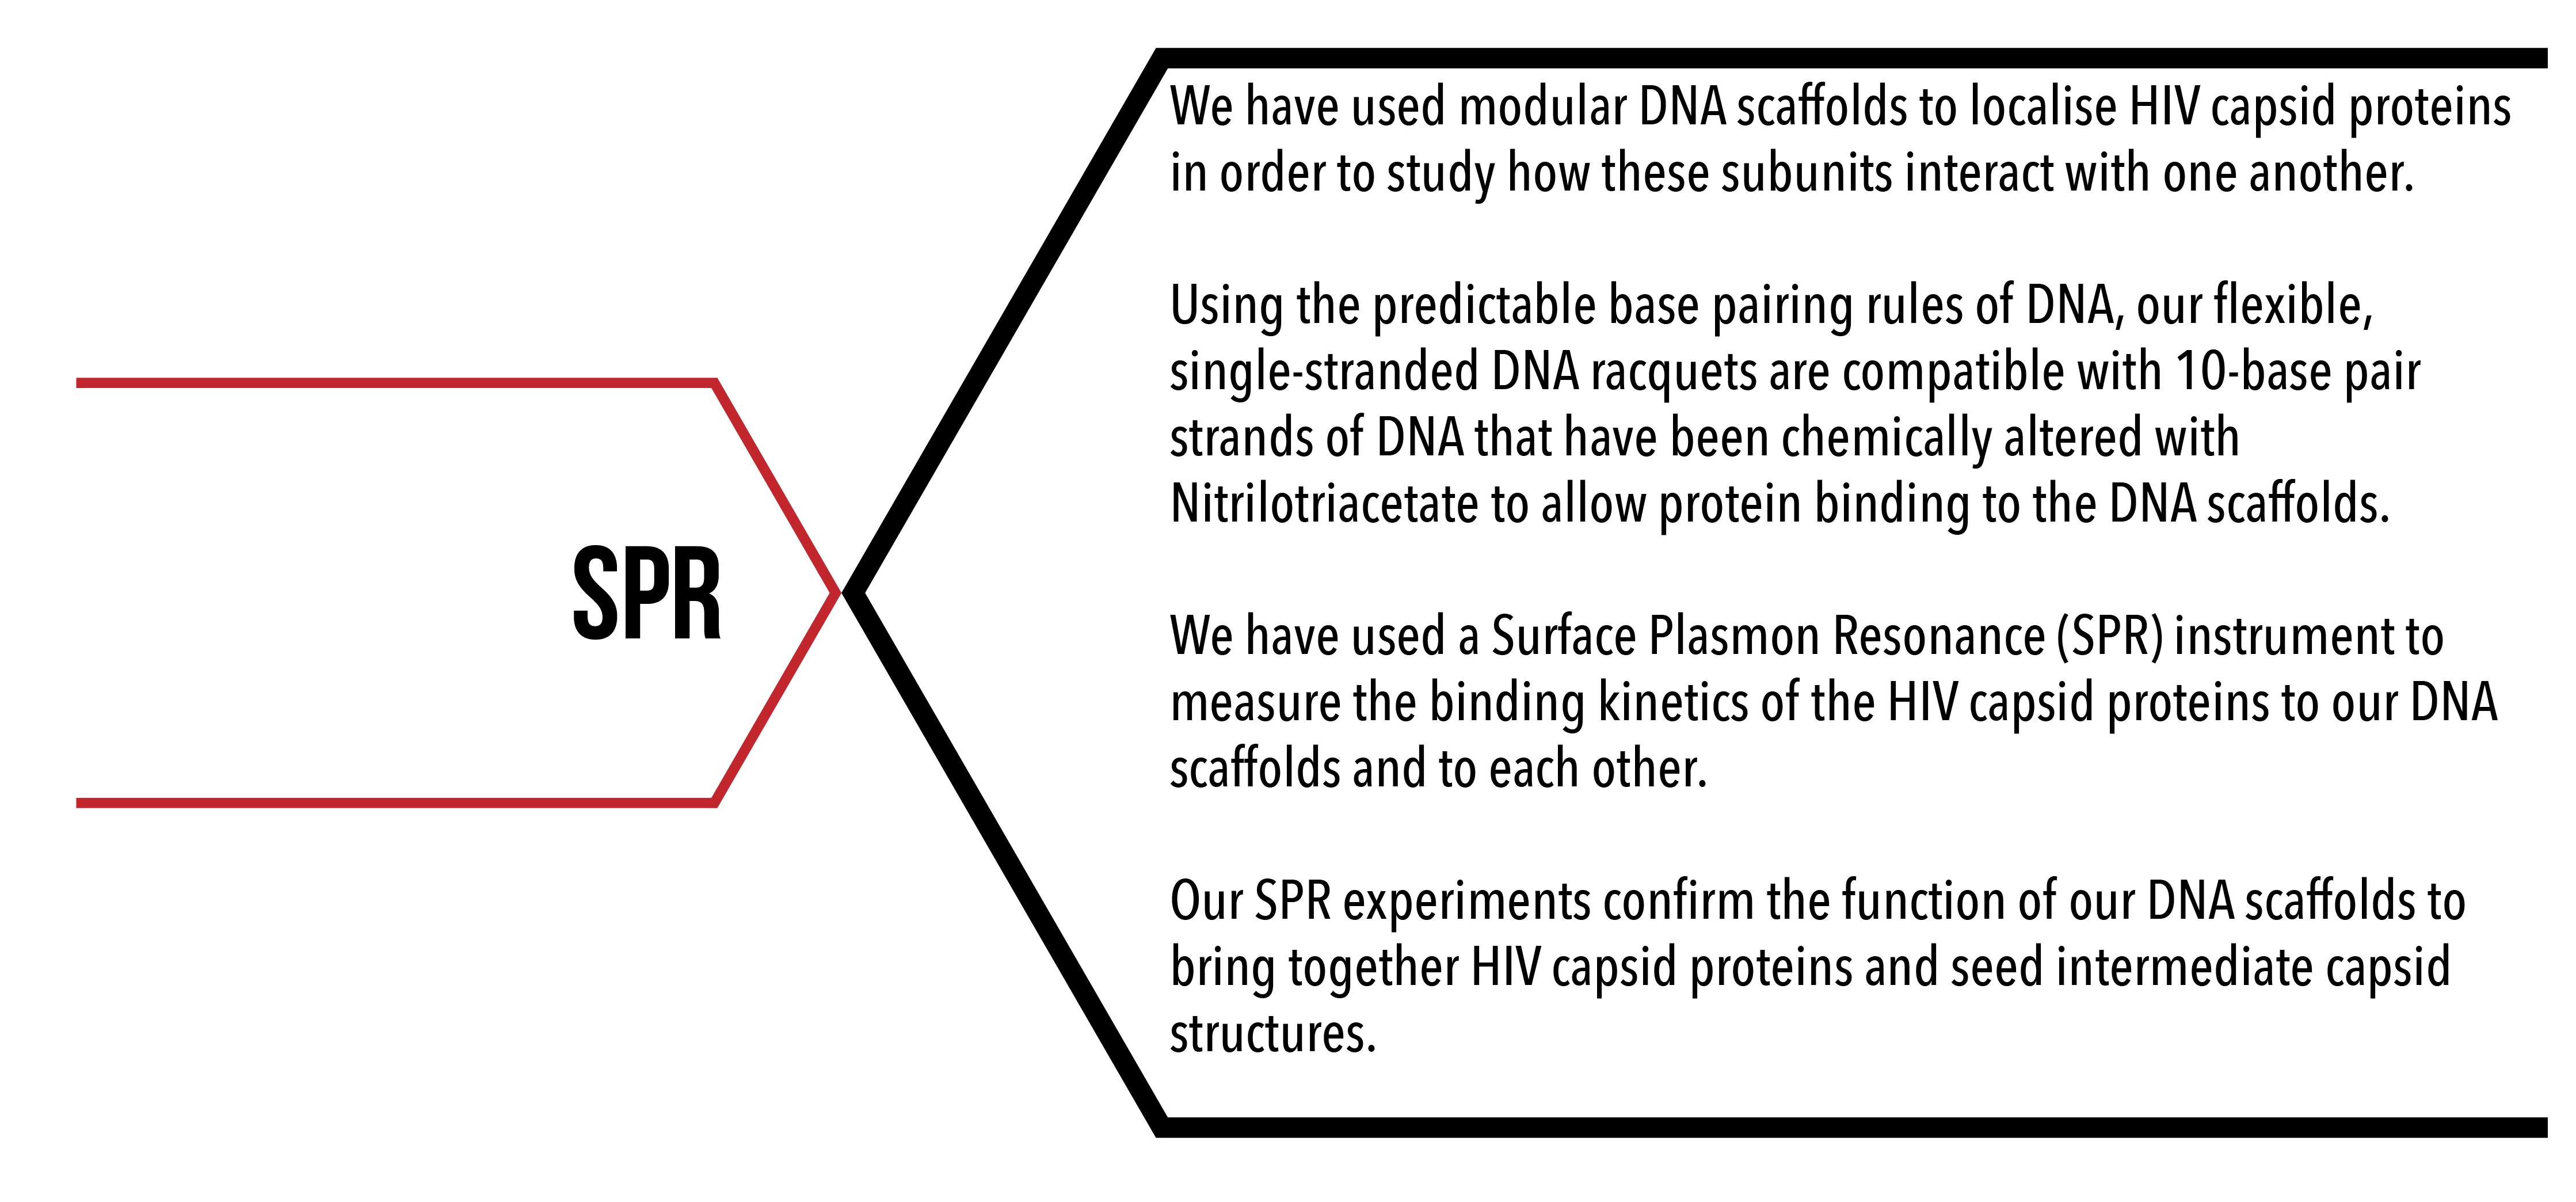 SPR
We have used modular DNA scaffolds to localise HIV capsid proteins
in order to study how these subunits interact with one another.
Using the predictable base pairing rules of DNA, our flexible,
single-stranded DNA racquets are compatible with 10-base pair
strands of DNA that have been chemically altered with
Nitrilotriacetate to allow protein binding to the DNA scaffolds.
We have used a Surface Plasmon Resonance (SPR) instrument to
measure the binding kinetics of the HIV capsid proteins to our DNA
scaffolds and to each other.
Our SPR experiments confirm the function of our DNA scaffolds to
bring together HIV capsid proteins and seed intermediate capsid
structures.